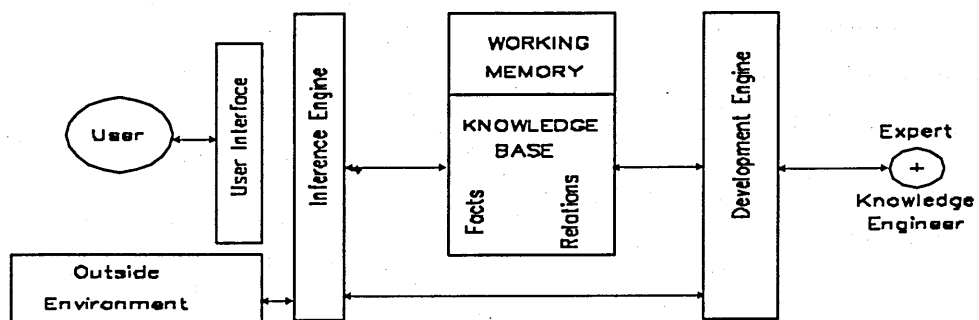 User
User Interface
Inference Engine
WORKING
MEMORY
KNOWLEDGE
BASE
Facts
Relations
Development Engine
Expert
+
Knowledge
Engineer
Outside
Environment